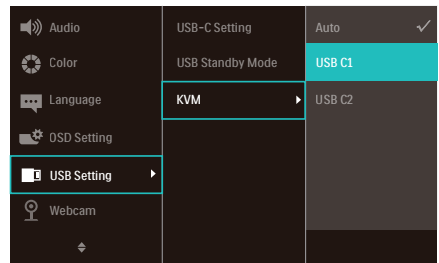 Audio
Color
Language
OSD Setting
USB Setting
Webcam
USB-C Setting
USB Standby Mode
KVM
Auto
USB C1
USB C2